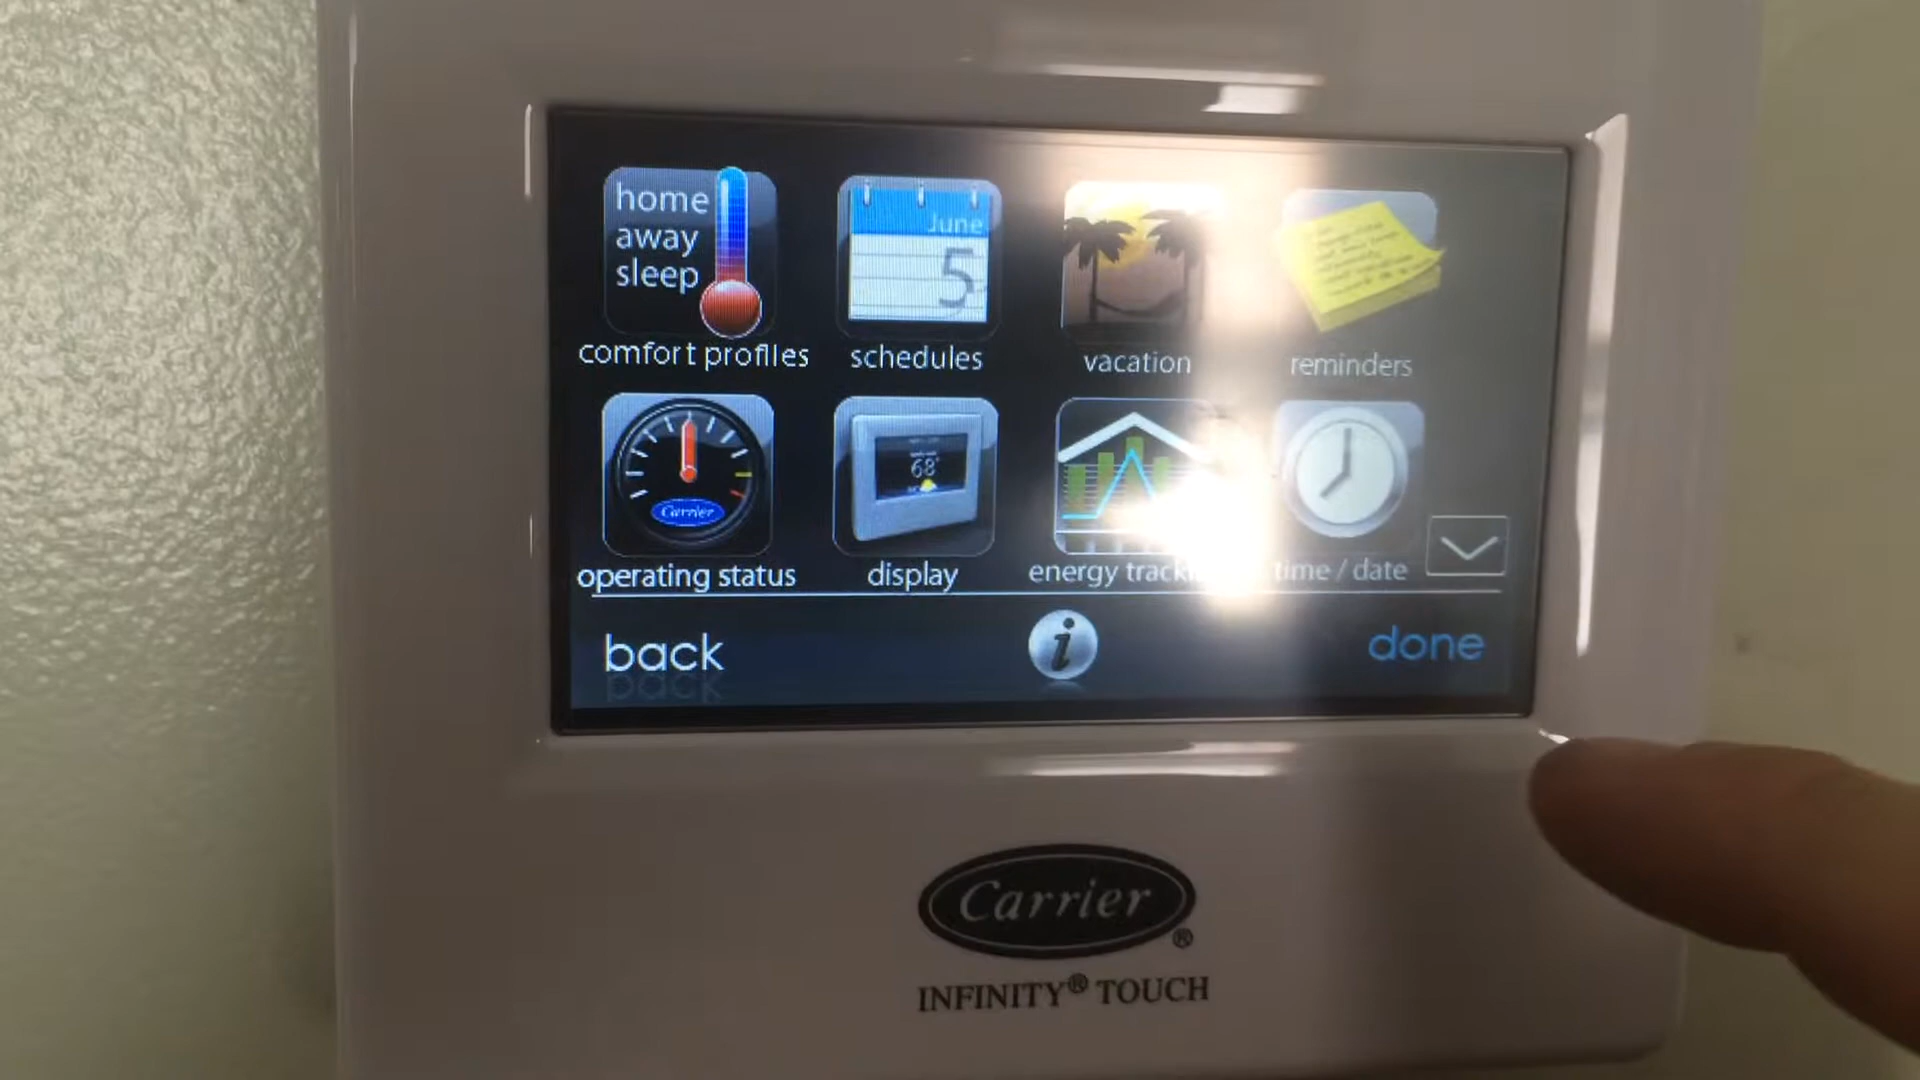 home
away
sleep
June
5
comfort profiles
schedules
vacation
reminders
Carrier
68°
operating status
display
energy
time / date
back
i
done
Carrier®
INFINITY® TOUCH